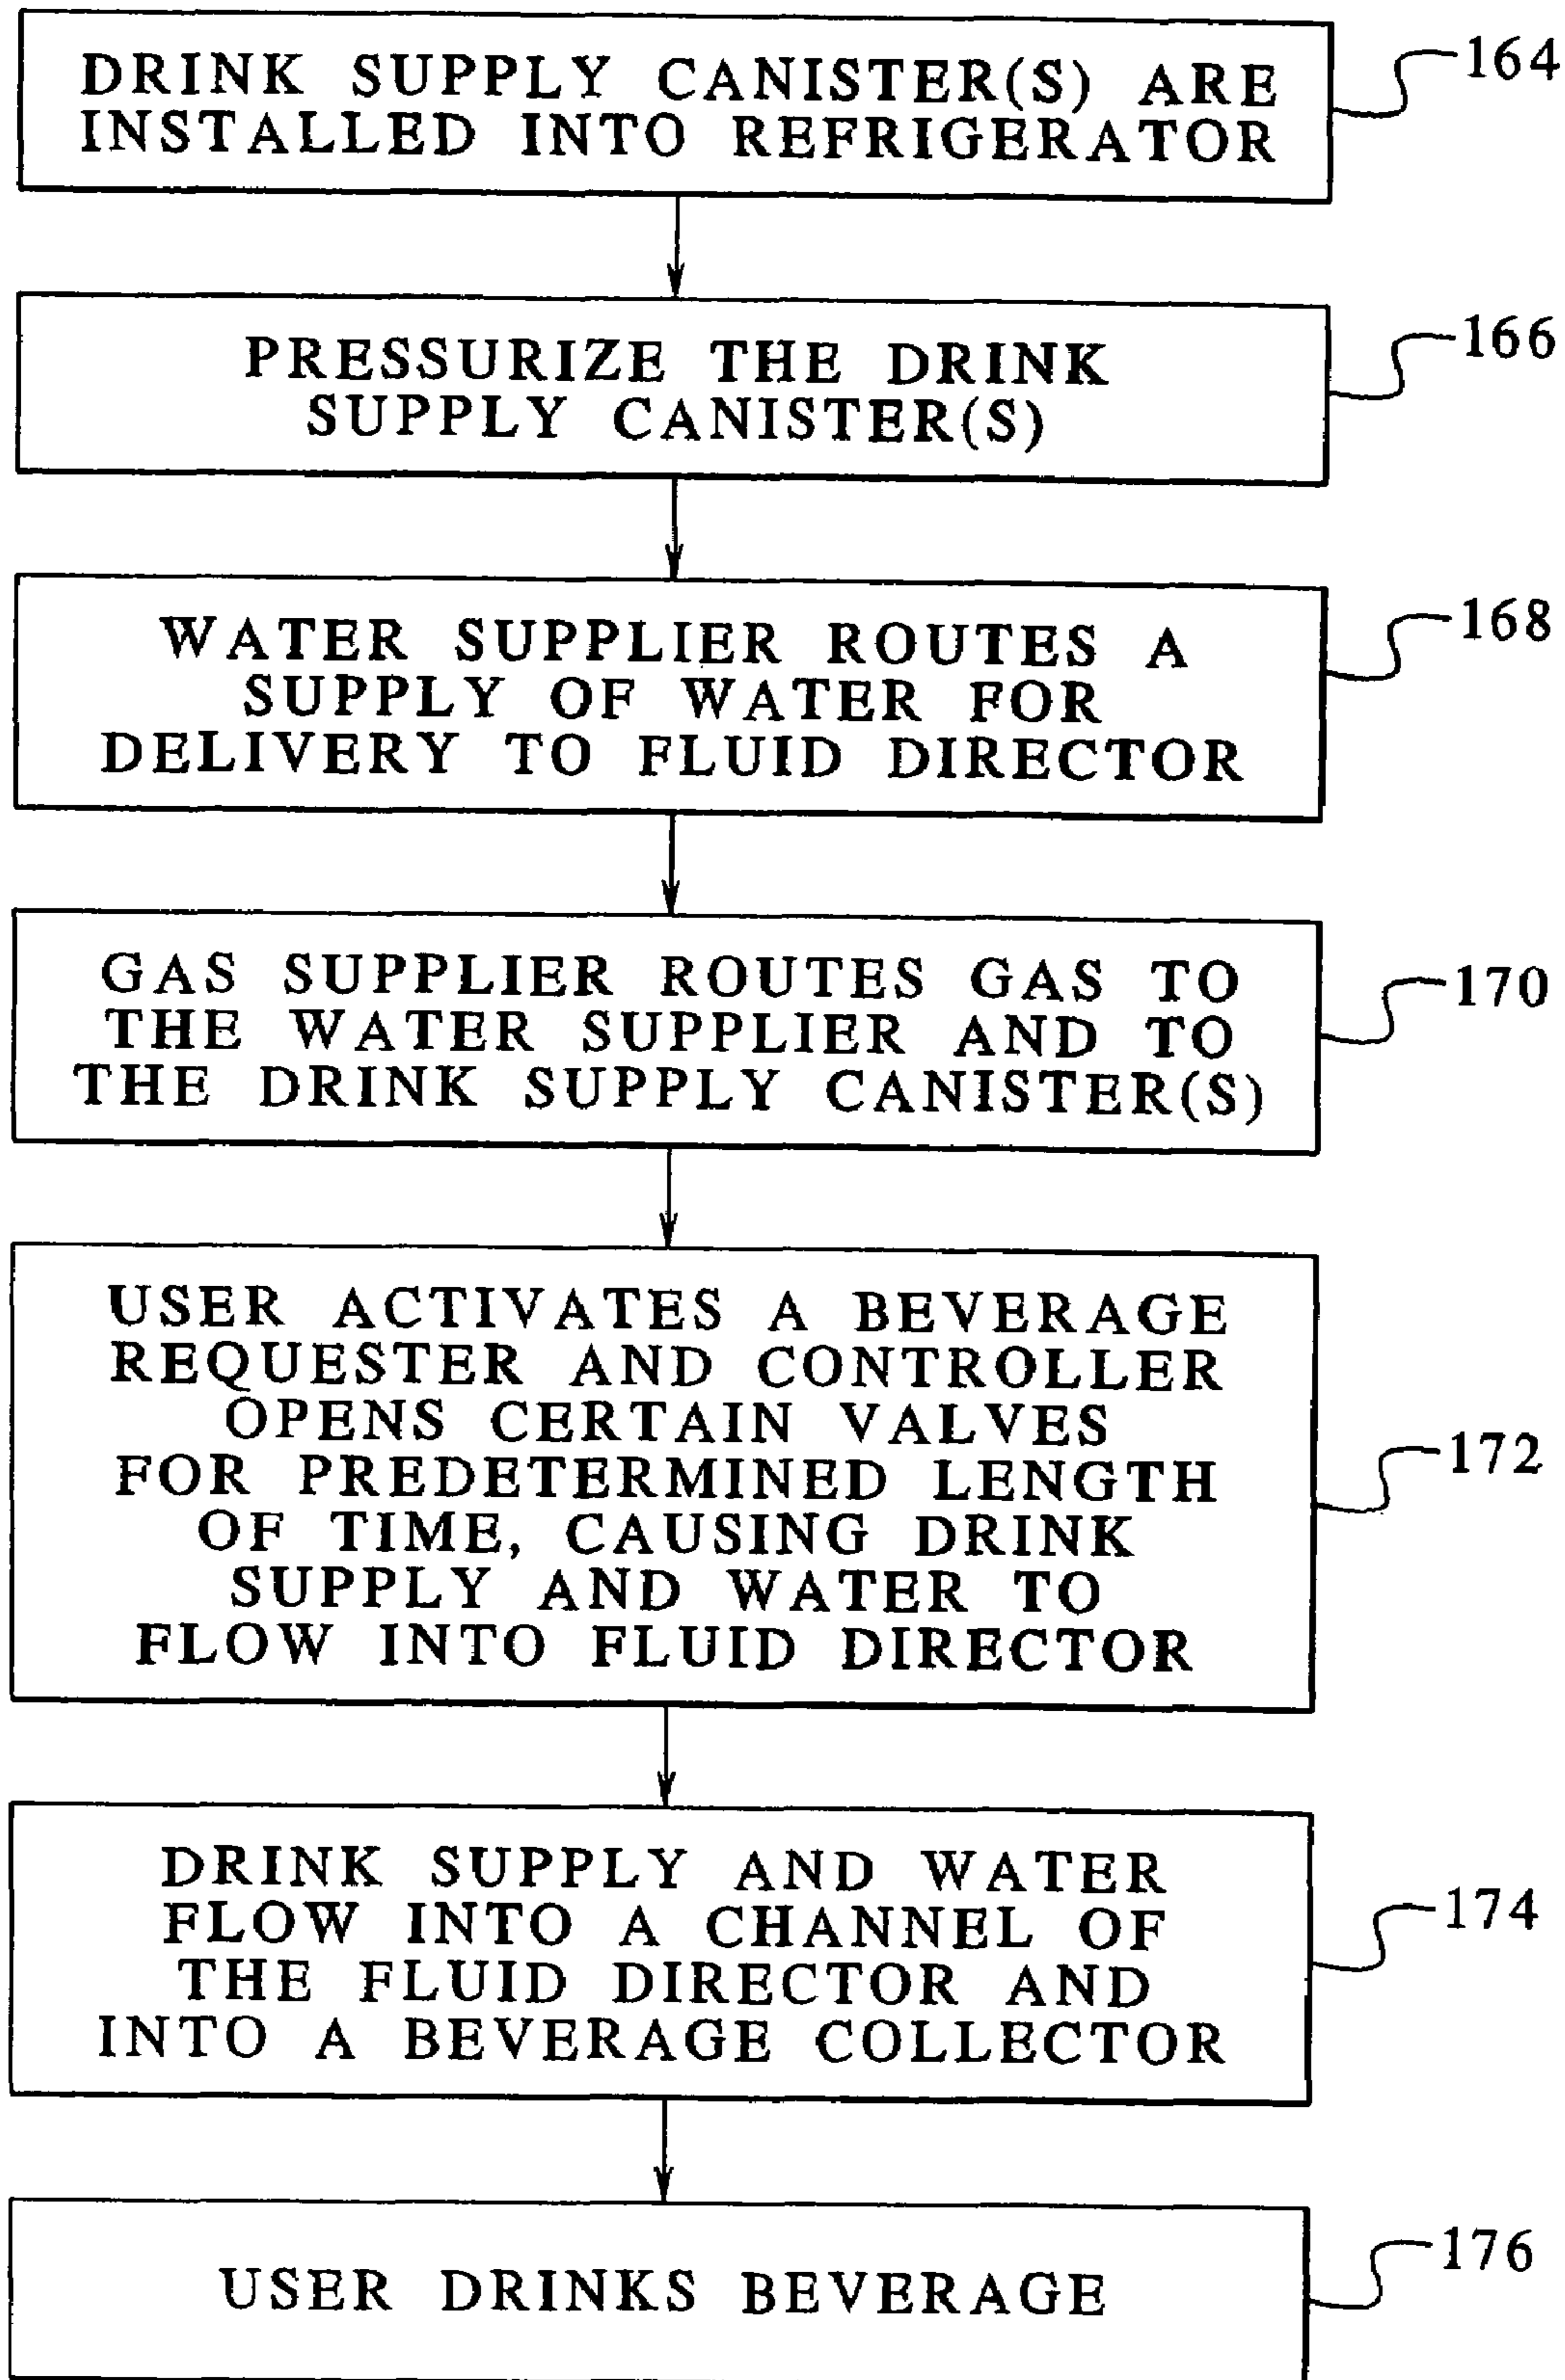 DRINK SUPPLY CANISTER(S) ARE
INSTALLED INTO REFRIGERATOR
164
PRESSURIZE THE DRINK
SUPPLY CANISTER(S)
166
WATER SUPPLIER ROUTES A
SUPPLY OF WATER FOR
DELIVERY TO FLUID DIRECTOR
168
GAS SUPPLIER ROUTES GAS TO
THE WATER SUPPLIER AND TO
THE DRINK SUPPLY CANISTER(S)
170
USER ACTIVATES A BEVERAGE
REQUESTER AND CONTROLLER
OPENS CERTAIN VALVES
FOR PREDETERMINED LENGTH
OF TIME, CAUSING DRINK
SUPPLY AND WATER TO
FLOW INTO FLUID DIRECTOR
172
DRINK SUPPLY AND WATER
FLOW INTO A CHANNEL OF
THE FLUID DIRECTOR AND
INTO A BEVERAGE COLLECTOR
174
USER DRINKS BEVERAGE
176